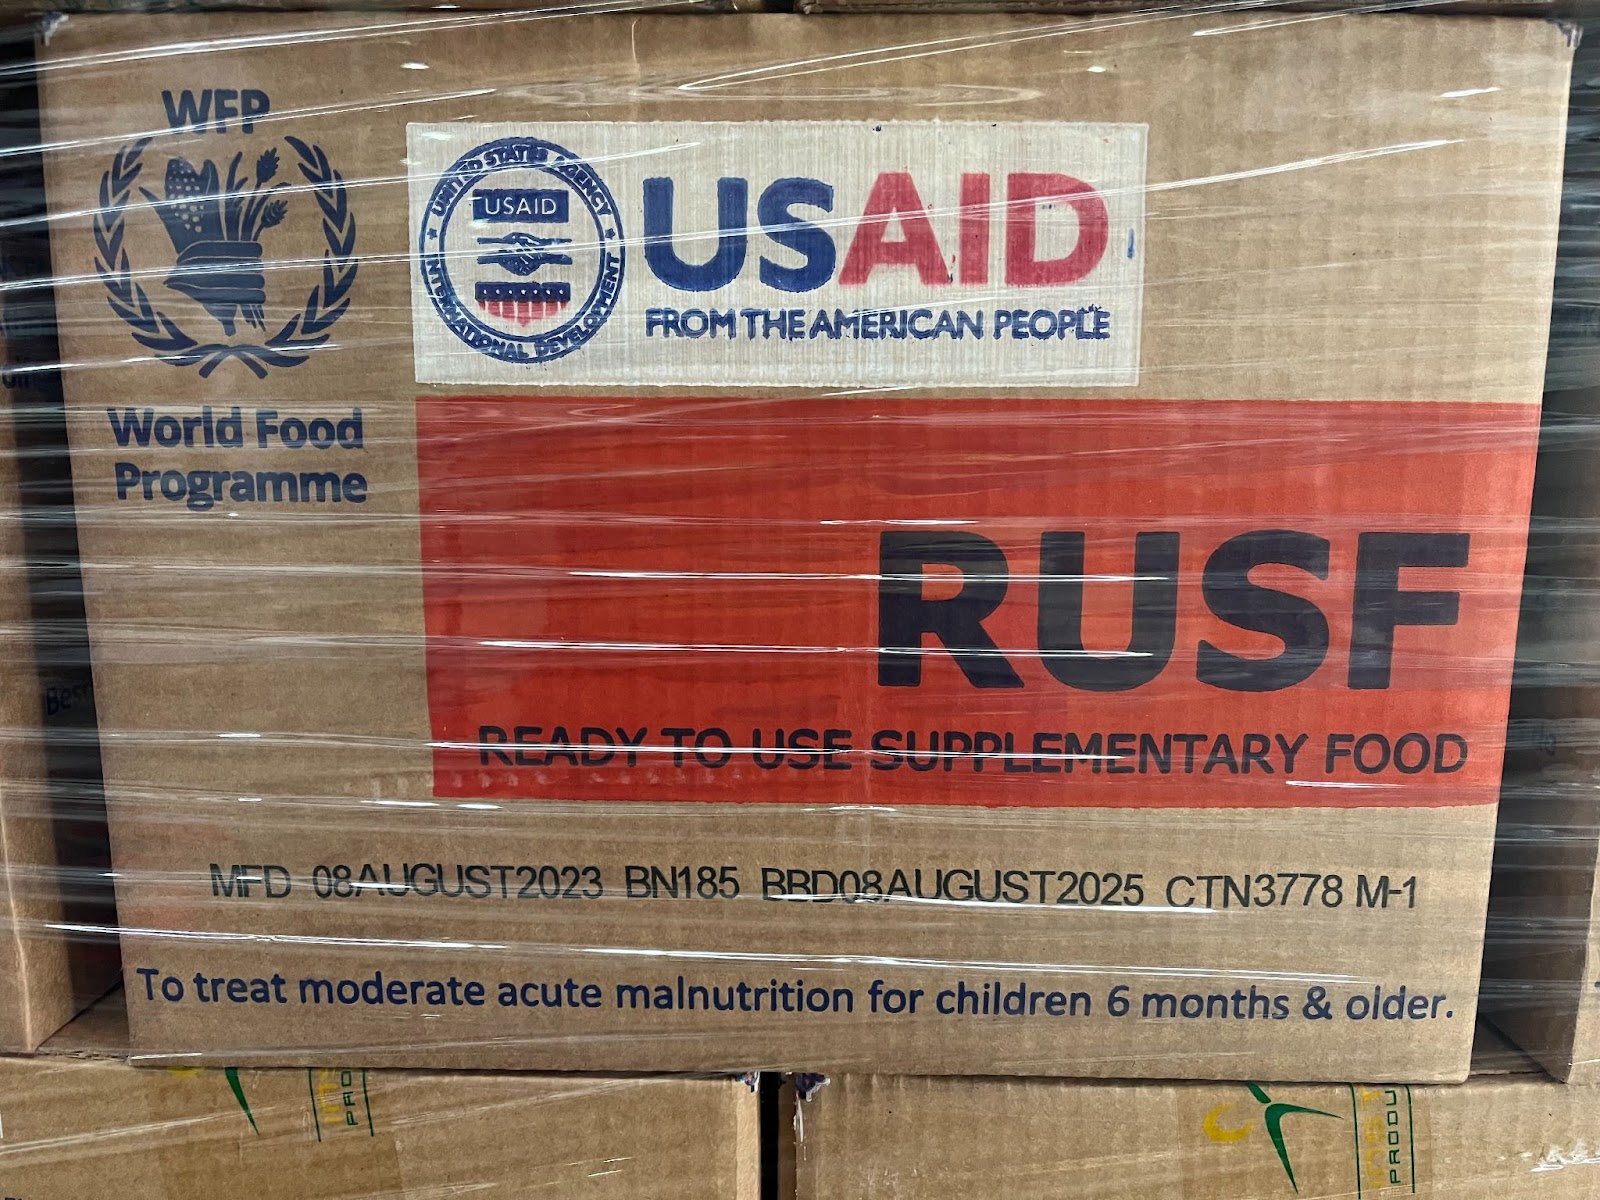 WFP
World Food
Programme
UNITED STATES AGENCY
USAID
INTERNATIONAL DEVELOPMENT
USAID
FROM THE AMERICAN PEOPLE
RUSF
READY TO USE SUPPLEMENTARY FOOD
MFD 08AUGUST2023 BN185 BBD08AUGUST2025 CTN3778 M-1
To treat moderate acute malnutrition for children 6 months & older.